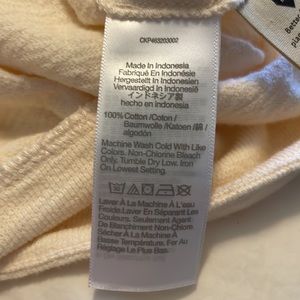 CKP463203002
Made In Indonesia
Fabriqué En Indonésie
Hergestellt In Indonesien
Vervaardigd In Indonesië
インドネシア製
hecho en indonesia
100% Cotton /Coton /
Baumwolle /Katoen /綿 /
algodón
Machine Wash Cold With Like
Colors. Non-Chlorine Bleach
Only. Tumble Dry Low. Iron
On Lowest Setting.
Laver À La Machine À L'eau
Froide.Laver En Séparant Les
Couleurs. Seulement Agent
De Blanchiment Non-Chlore
Sécher À La Machine À
Basse Température. Fer Au
Réglage Le Plus Bas.